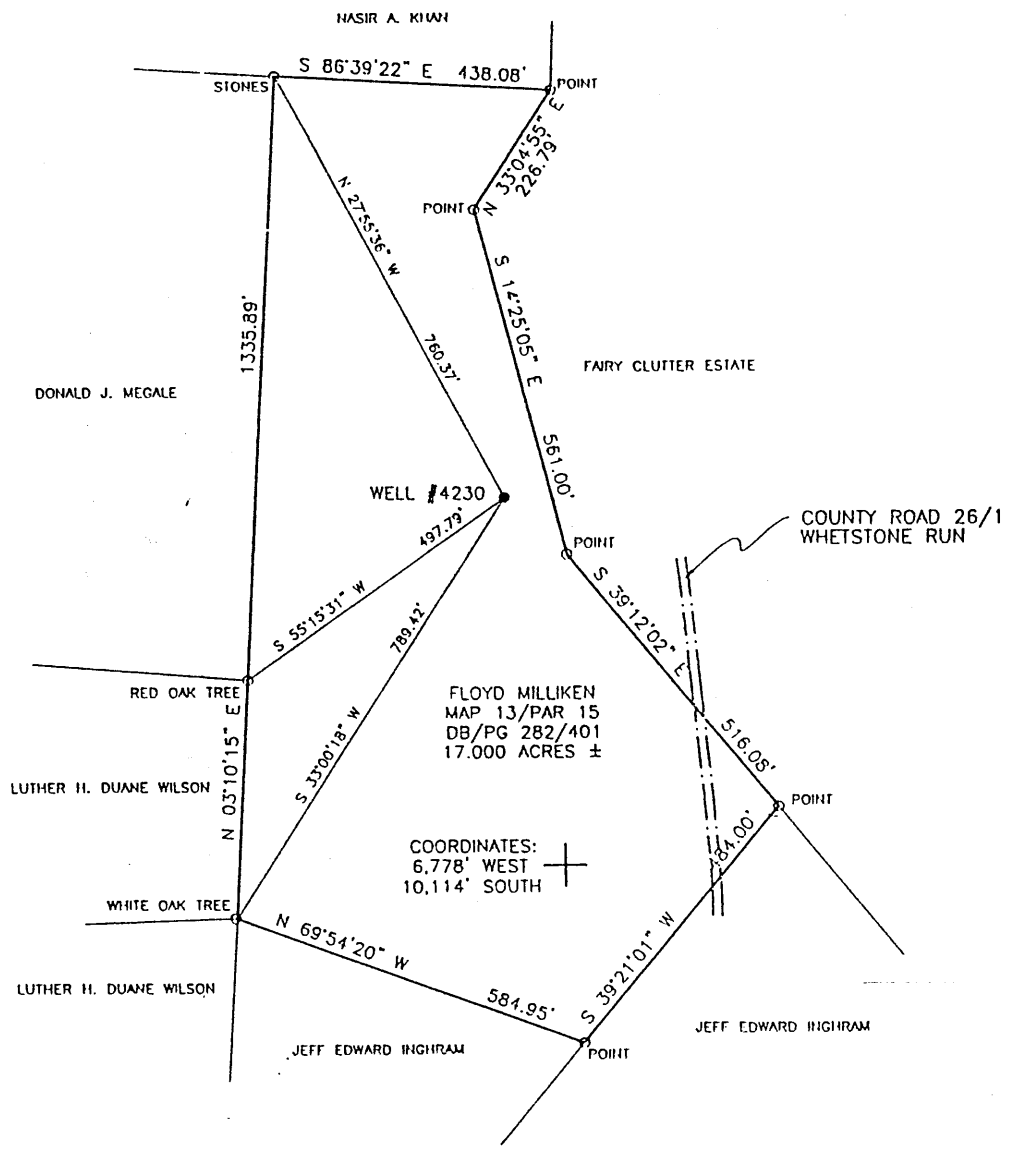 NASIR A. KHAN
S 86°39'22" E 438.08'
STONES
POINT
N 33°04'55" E
226.79'
POINT
N 27°55'36" W
760.37'
S 14°25'05" E
561.00'
1335.89'
FAIRY CLUTTER ESTATE
DONALD J. MEGALE
WELL #4230
497.79'
S 55°15'31" W
789.42'
S 33°00'18" W
POINT
COUNTY ROAD 26/1
WHETSTONE RUN
S 39°12'02" E
516.08'
RED OAK TREE
N 03°10'15" E
FLOYD MILLIKEN
MAP 13/PAR 15
DB/PG 282/401
17.000 ACRES ±
LUTHER H. DUANE WILSON
POINT
COORDINATES:
6,778' WEST
10,114' SOUTH
S 39°21'01" W
WHITE OAK TREE
N 69°54'20" W
584.95'
LUTHER H. DUANE WILSON
JEFF EDWARD INGHRAM
JEFF EDWARD INGHRAM
POINT